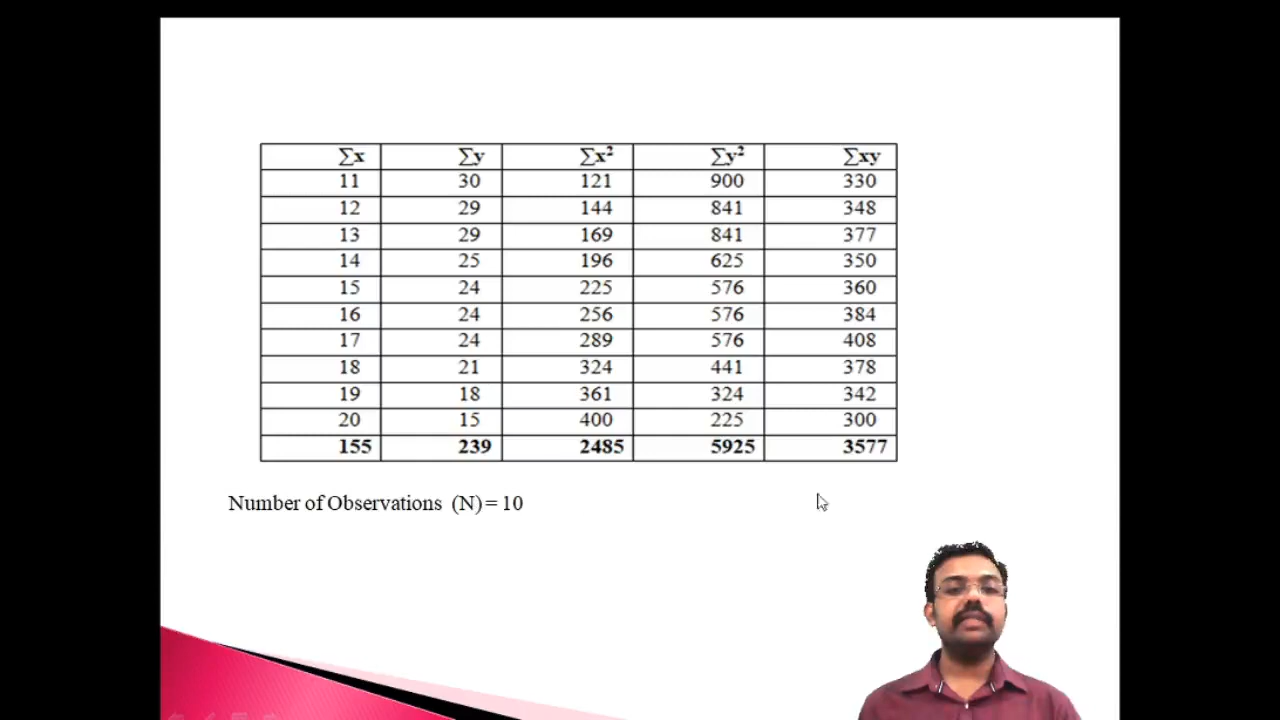 ∑x ∑y ∑x² ∑y² ∑xy
11 30 121 900 330
12 29 144 841 348
13 29 169 841 377
14 25 196 625 350
15 24 225 576 360
16 24 256 576 384
17 24 289 576 408
18 21 324 441 378
19 18 361 324 342
20 15 400 225 300
155 239 2485 5925 3577
Number of Observations (N) = 10